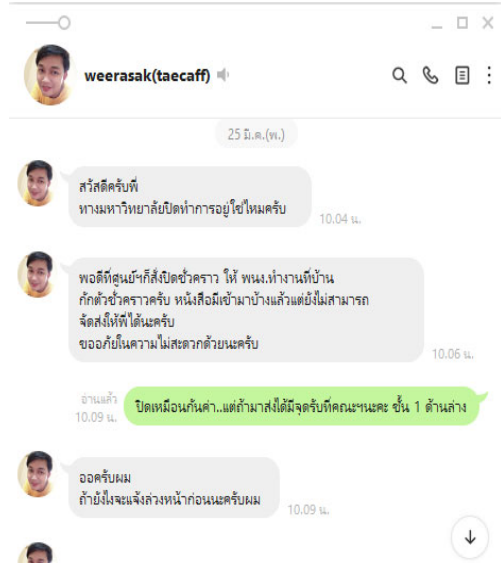 weerasak(taecaff)
25 มี.ค.(พ.)
สวัสดีครับพี่
ทางมหาวิทาลัยปิดทำการอยู่ใช่ไหมครับ
10.04 น.
พอดีที่ศูนย์ฯก็สั่งปิดชั่วคราว ให้ พนง.ทำงานที่บ้าน
กักตัวชั่วคราวครับ หนังสือมีเข้ามาบ้างแล้วแต่ยังไม่สามารถ
จัดส่งให้พี่ได้นะครับ
ขออภัยในความไม่สะดวกด้วยนะครับ
10.06 น.
อ่านแล้ว
10.09 น.
ปิดเหมือนกันค่า..แต่ถ้ามาส่งได้มีจุดรับที่คณะฯนะคะ ชั้น 1 ด้านล่าง
ออครับผม
ถ้ายังไงจะแจ้งล่วงหน้าก่อนนะครับผม
10.09 น.